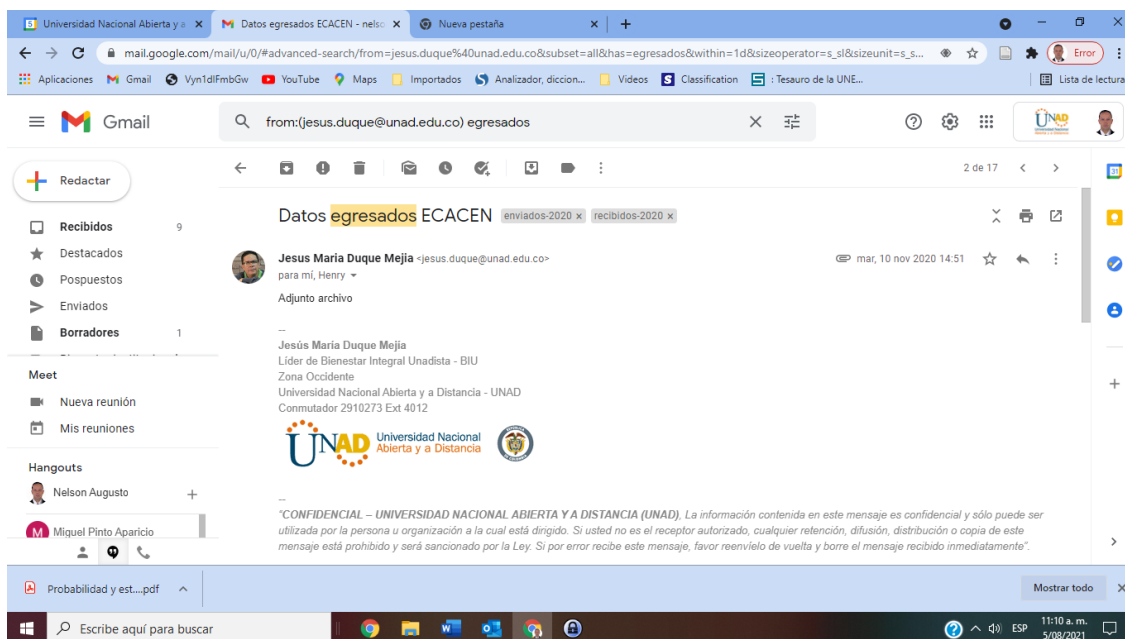 Universidad Nacional Abierta y a
Datos egresados ECACEN - nelso
Nueva pestaña
mail.google.com/mail/u/0/#advanced-search/from=jesus.duque%40unad.edu.co&subset=all&has=egresados&within=1d&sizeoperator=s_sl&sizeunit=s_s...
Error
Aplicaciones
Gmail
Vyn1dIFmbGw
YouTube
Maps
Importados
Analizador, diccion...
Videos
Classification
: Tesauro de la UNE...
Lista de lectura
Gmail
from:(jesus.duque@unad.edu.co) egresados
UNAD
Redactar
2 de 17
Datos egresados ECACEN enviados-2020 x recibidos-2020 x
Recibidos 9
Destacados
Pospuestos
Enviados
Borradores 1
Jesus Maria Duque Mejia <jesus.duque@unad.edu.co>
mar, 10 nov 2020 14:51
para mí, Henry
Adjunto archivo
--
Jesús María Duque Mejía
Líder de Bienestar Integral Unadista - BIU
Zona Occidente
Universidad Nacional Abierta y a Distancia - UNAD
Conmutador 2910273 Ext 4012
UNAD Universidad Nacional
Abierta y a Distancia
--
"CONFIDENCIAL – UNIVERSIDAD NACIONAL ABIERTA Y A DISTANCIA (UNAD), La información contenida en este mensaje es confidencial y sólo puede ser
utilizada por la persona u organización a la cual está dirigido. Si usted no es el receptor autorizado, cualquier retención, difusión, distribución o copia de este
mensaje está prohibido y será sancionado por la Ley. Si por error recibe este mensaje, favor reenvíelo de vuelta y borre el mensaje recibido inmediatamente".
Meet
Nueva reunión
Mis reuniones
Hangouts
Nelson Augusto
M
Miguel Pinto Aparicio
Probabilidad y est....pdf
Mostrar todo
Escribe aquí para buscar
ESP
11:10 a. m.
5/08/2021